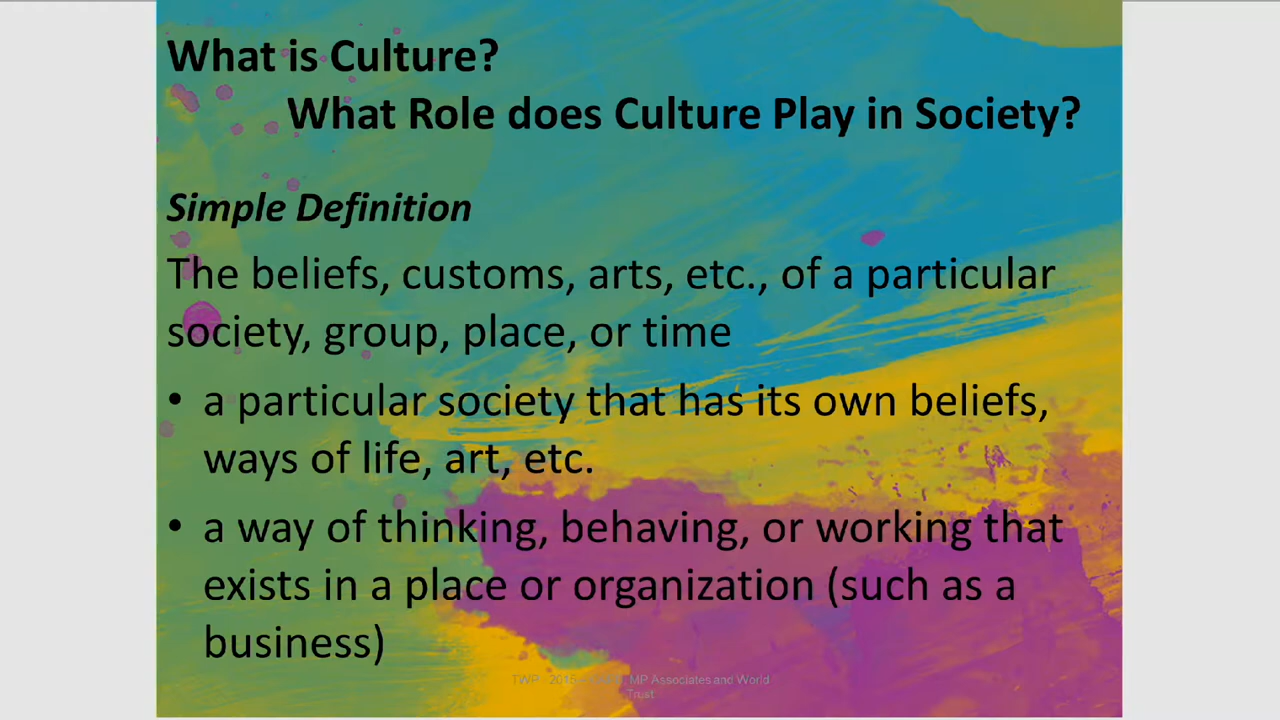 What is Culture?
What Role does Culture Play in Society?
Simple Definition
The beliefs, customs, arts, etc., of a particular
society, group, place, or time
• a particular society that has its own beliefs,
ways of life, art, etc.
• a way of thinking, behaving, or working that
exists in a place or organization (such as a
business)
MP Associates and World
Trust